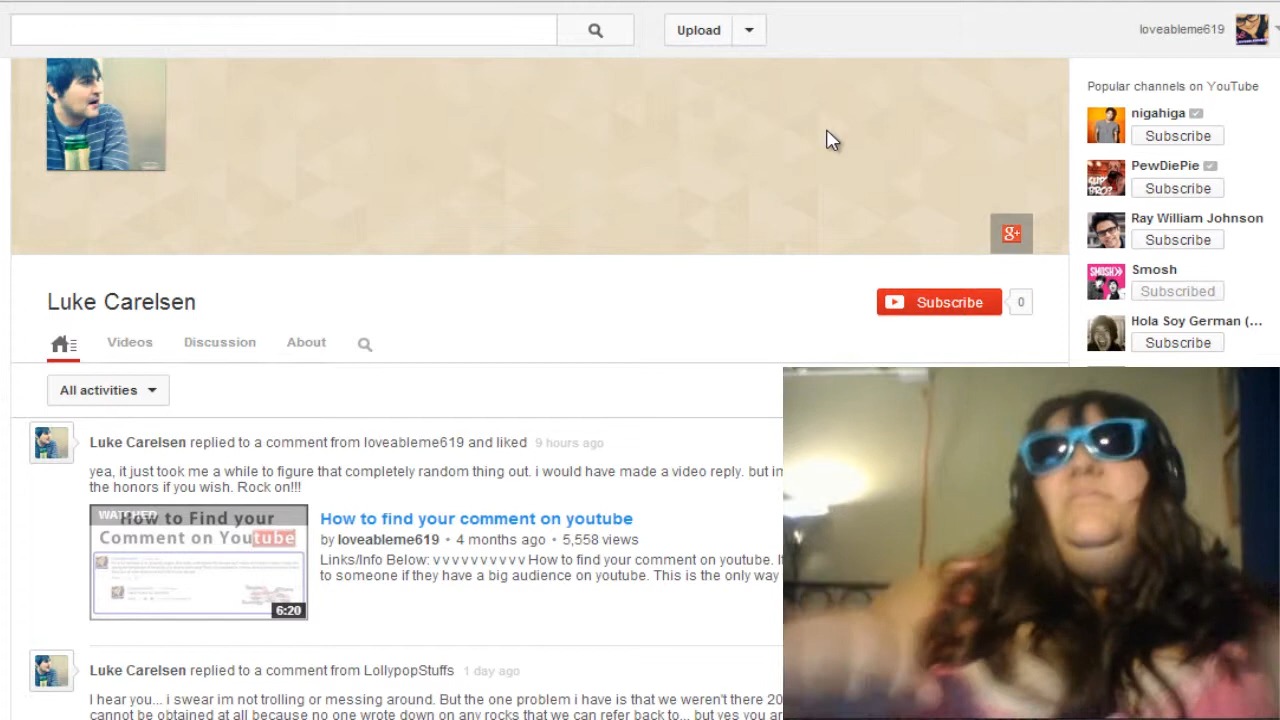 Upload
loveableme619
Popular channels on YouTube
nigahiga
Subscribe
PewDiePie
Subscribe
Ray William Johnson
Subscribe
Smosh
Subscribed
Hola Soy German (...
Subscribe
g+
Luke Carelsen
Subscribe 0
Videos Discussion About
All activities
Luke Carelsen replied to a comment from loveableme619 and liked 9 hours ago
yea, it just took me a while to figure that completely random thing out. i would have made a video reply. but
the honors if you wish. Rock on!!!
WATCHED
How to Find your
Comment on YouTube
6:20
How to find your comment on youtube
by loveableme619 • 4 months ago • 5,558 views
Links/Info Below: v v v v v v v v v v How to find your comment on youtube.
to someone if they have a big audience on youtube. This is the only way
Luke Carelsen replied to a comment from LollypopStuffs 1 day ago
I hear you... i swear im not trolling or messing around. But the one problem i have is that we weren't there 20
cannot be obtained at all because no one wrote down on any rocks that we can refer back to... but yes you